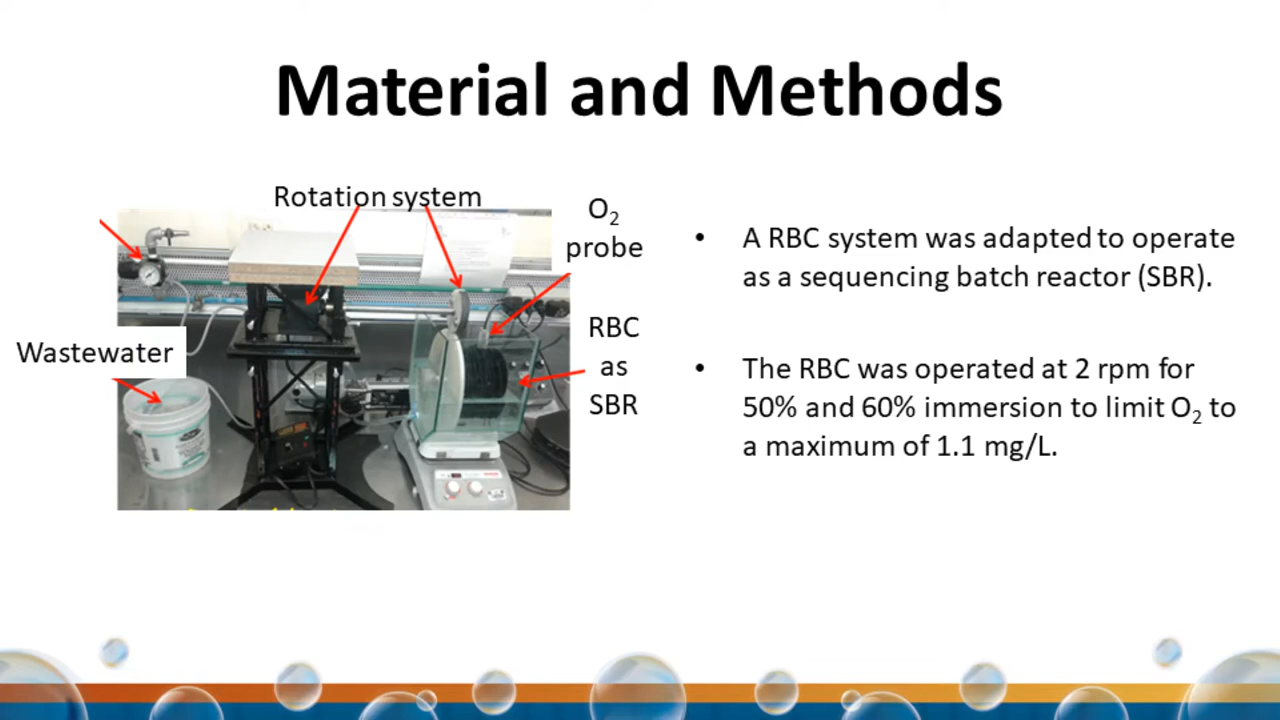 Material and Methods
Rotation system
O₂
probe
RBC
as
SBR
Wastewater
• A RBC system was adapted to operate
as a sequencing batch reactor (SBR).
• The RBC was operated at 2 rpm for
50% and 60% immersion to limit O₂ to
a maximum of 1.1 mg/L.